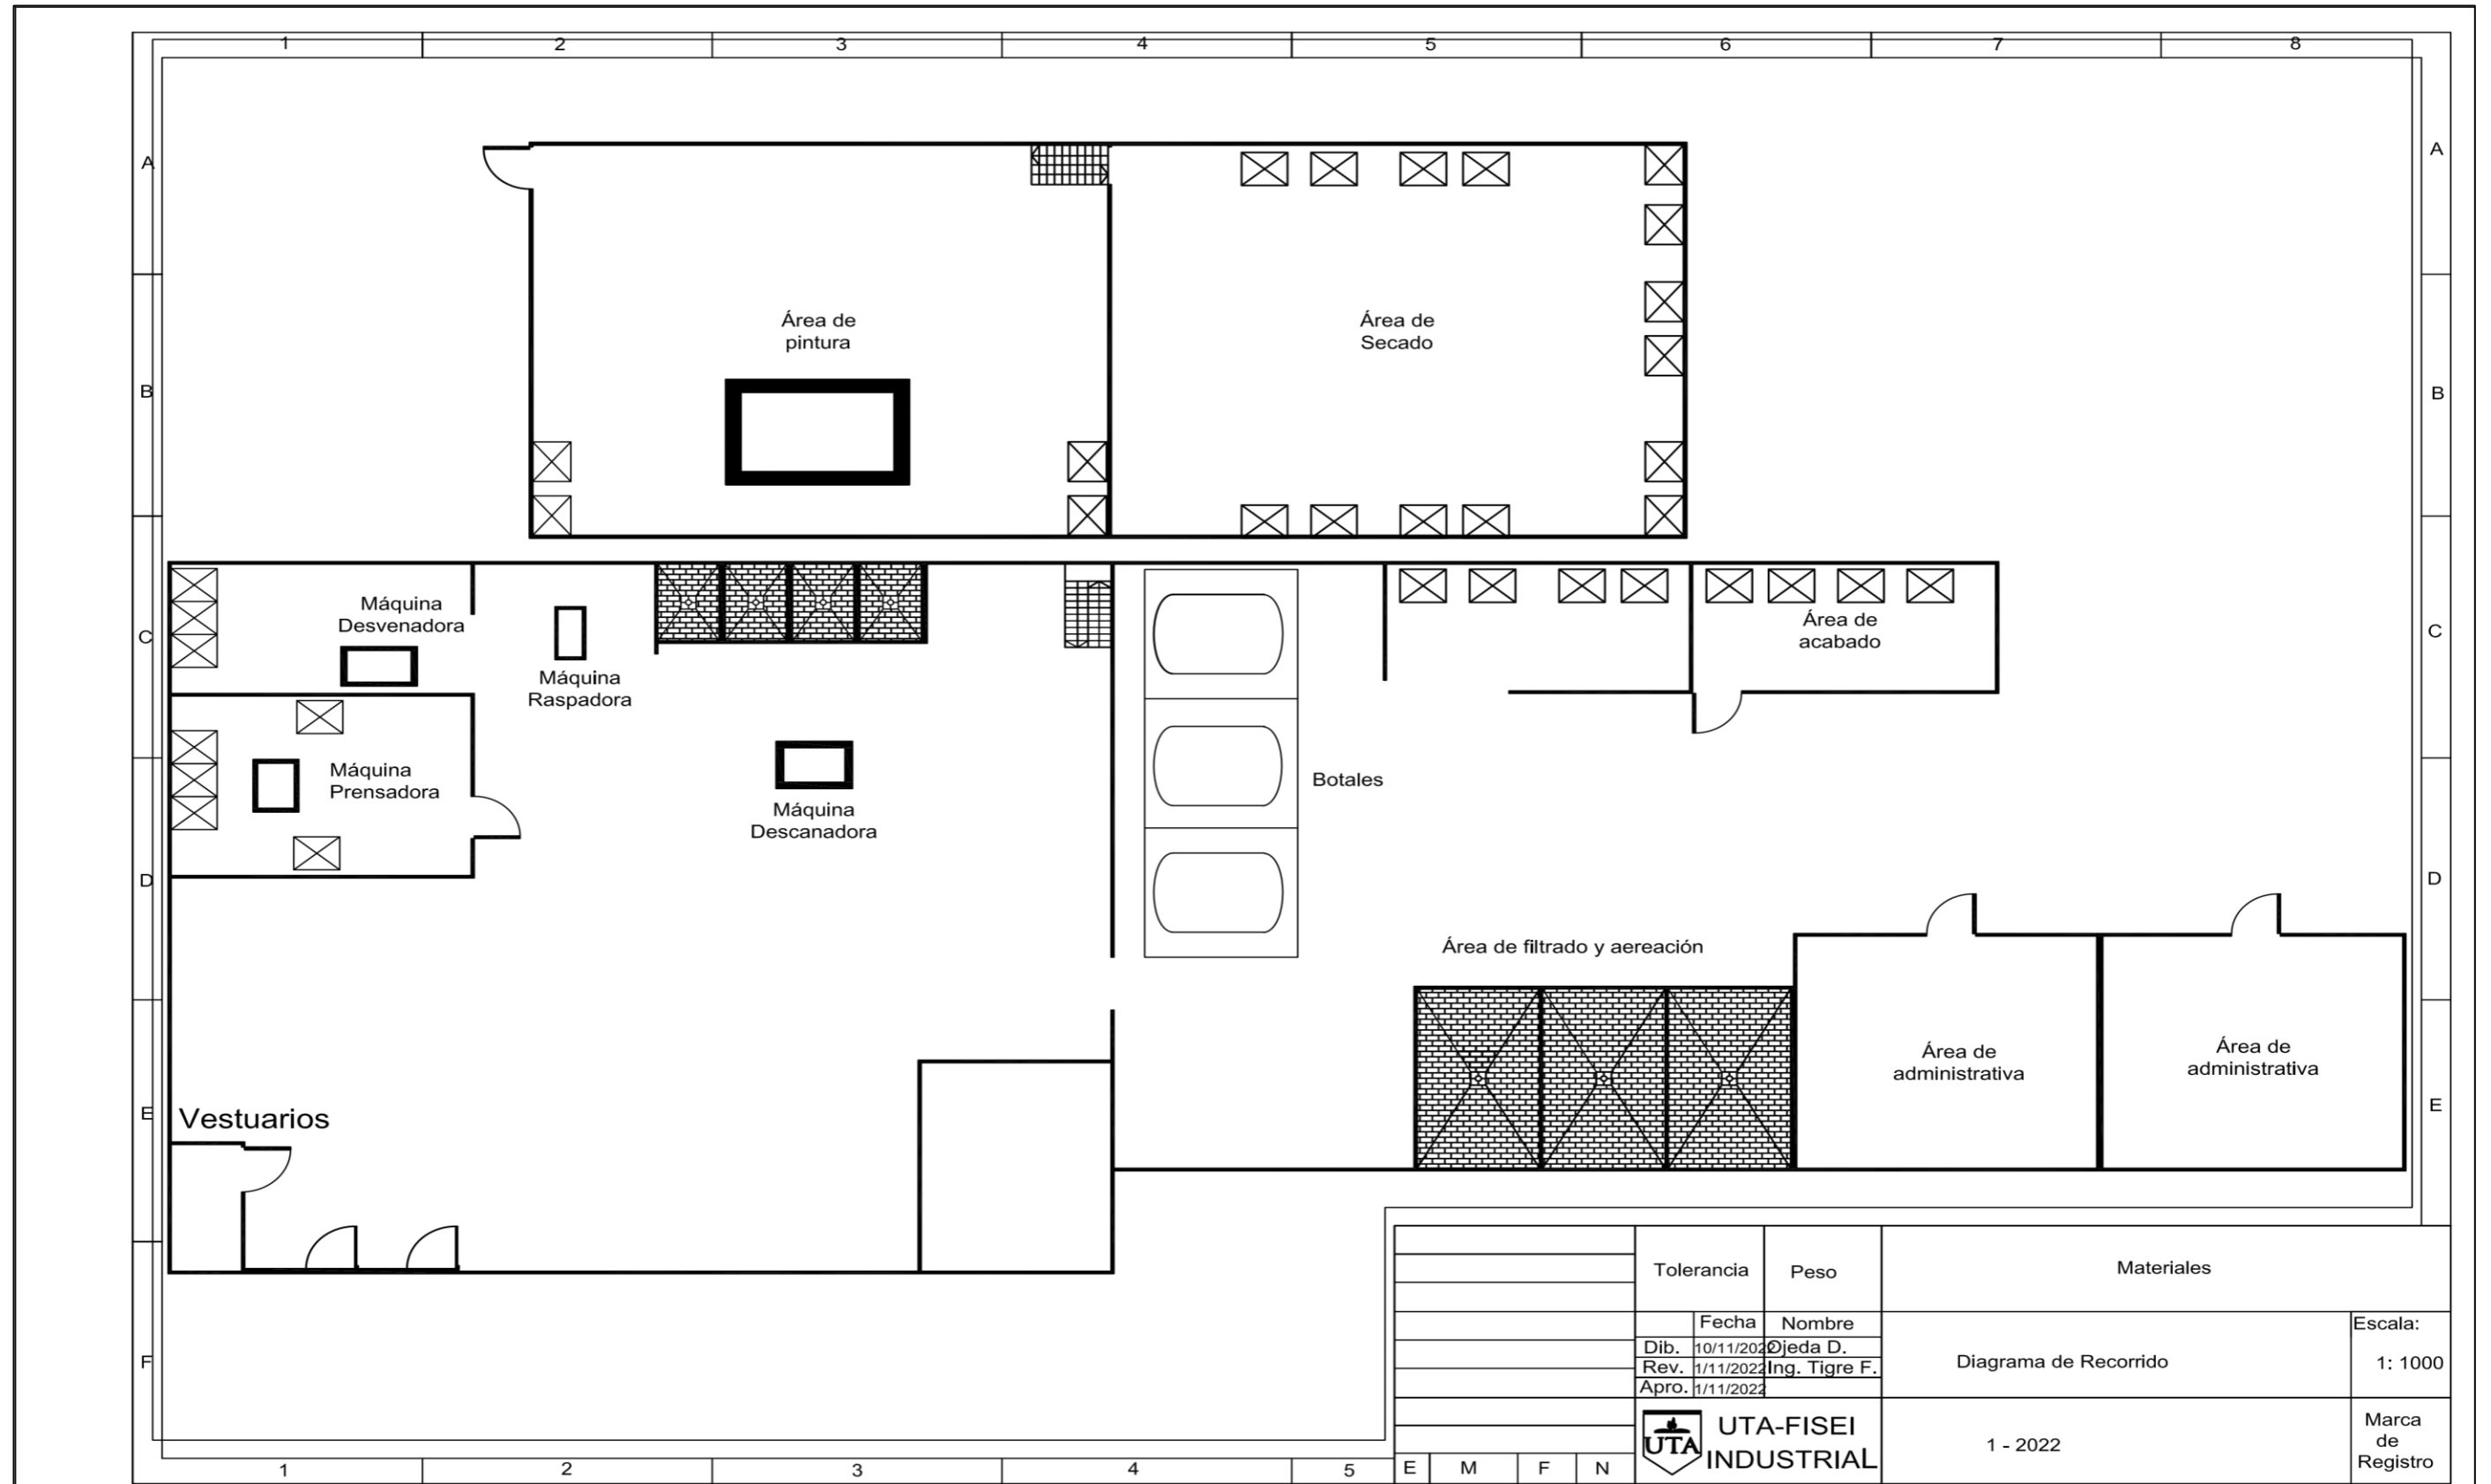 1 2 3 4 5 6 7 8
A A
Área de
pintura
Área de
Secado
B B
Máquina
Desvenadora
Área de
acabado
C C
Máquina
Raspadora
Máquina
Prensadora
Botales
Máquina
Descanadora
D D
Área de filtrado y aereación
Área de
administrativa
Área de
administrativa
E E
Vestuarios
Tolerancia Peso Materiales
Fecha Nombre
Dib. 10/11/2022 Ojeda D.
Rev. 1/11/2022 Ing. Tigre F.
Apro. 1/11/2022
Diagrama de Recorrido
Escala:
1: 1000
F
UTA
UTA-FISEI
INDUSTRIAL
1 - 2022
Marca
de
Registro
1 2 3 4 5 E M F N